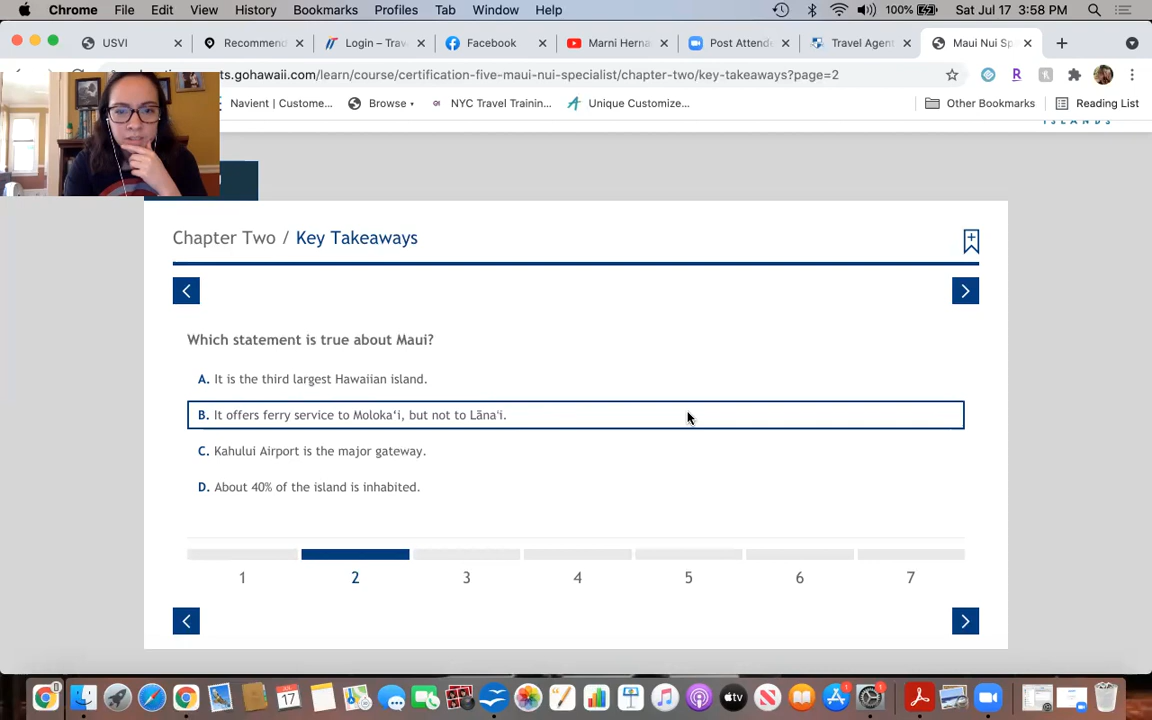 Chrome File Edit View History Bookmarks Profiles Tab Window Help 100% Sat Jul 17 3:58 PM
USVI Recommend Login – Trav Facebook Marni Herna Post Attend Travel Agent Maui Nui Sp
ts.gohawaii.com/learn/course/certification-five-maui-nui-specialist/chapter-two/key-takeaways?page=2
Navient | Custome... Browse NYC Travel Trainin... Unique Customize... Other Bookmarks Reading List
ISLANDS
Chapter Two / Key Takeaways
Which statement is true about Maui?
A. It is the third largest Hawaiian island.
B. It offers ferry service to Molokaʻi, but not to Lānaʻi.
C. Kahului Airport is the major gateway.
D. About 40% of the island is inhabited.
1 2 3 4 5 6 7
JUL
17
tv